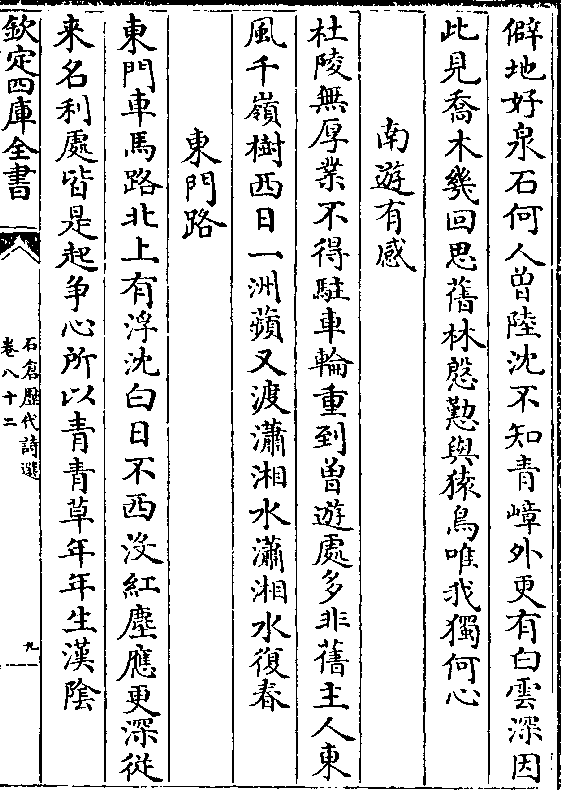 僻地好泉石何人曽陸沈不知青嶂外更有白雲深因
此見喬木幾回思舊林慇懃與猿鳥唯我獨何心
南遊有感
杜陵無厚業不得駐車輪重到曽遊處多非舊主人東
風千嶺樹西日一洲蘋又渡瀟湘水瀟湘水復春
東門路
東門車馬路北上有浮沈白日不西没紅塵應更深從
来名利處皆是起争心所以青青草年年生漢陰
欽定四庫全書
石倉歴代詩選
卷八十二
九